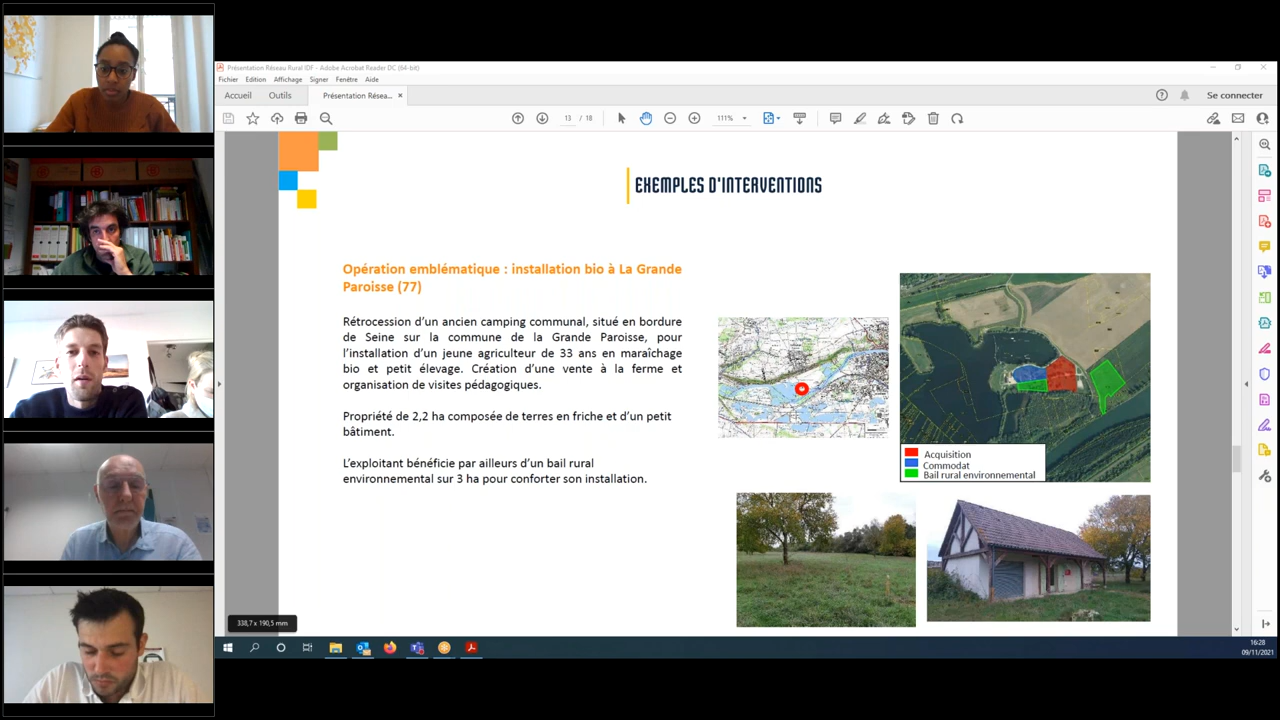 Présentation Réseau Rural IDF - Adobe Acrobat Reader DC (64-bit)
Fichier Edition Affichage Signer Fenêtre Aide
Accueil Outils Présentation Résea... × Se connecter
13 / 18 111%
EXEMPLES D'INTERVENTIONS
Opération emblématique : installation bio à La Grande
Paroisse (77)
Rétrocession d'un ancien camping communal, situé en bordure
de Seine sur la commune de la Grande Paroisse, pour
l'installation d'un jeune agriculteur de 33 ans en maraîchage
bio et petit élevage. Création d'une vente à la ferme et
organisation de visites pédagogiques.
Propriété de 2,2 ha composée de terres en friche et d'un petit
bâtiment.
L'exploitant bénéficie par ailleurs d'un bail rural
environnemental sur 3 ha pour conforter son installation.
Acquisition
Commodat
Bail rural environnemental
338,7 x 190,5 mm
16:28
09/11/2021